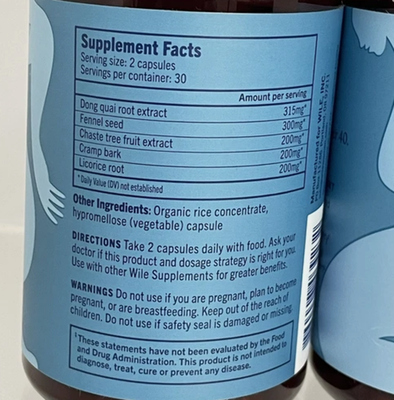 Supplement Facts
Serving size: 2 capsules
Servings per container: 30
Amount per serving
Dong quai root extract 315mg*
Fennel seed 300mg*
Chaste tree fruit extract 200mg*
Cramp bark 200mg*
Licorice root 200mg*
*Daily Value (DV) not established
Other Ingredients: Organic rice concentrate,
hypromellose (vegetable) capsule
DIRECTIONS Take 2 capsules daily with food. Ask your
doctor if this product and dosage strategy is right for you.
Use with other Wile Supplements for greater benefits.
WARNINGS Do not use if you are pregnant, plan to become
pregnant, or are breastfeeding. Keep out of the reach of
children. Do not use if safety seal is damaged or missing.
†These statements have not been evaluated by the Food
and Drug Administration. This product is not intended to
diagnose, treat, cure or prevent any disease.
Manufactured for WILE, INC.
40.